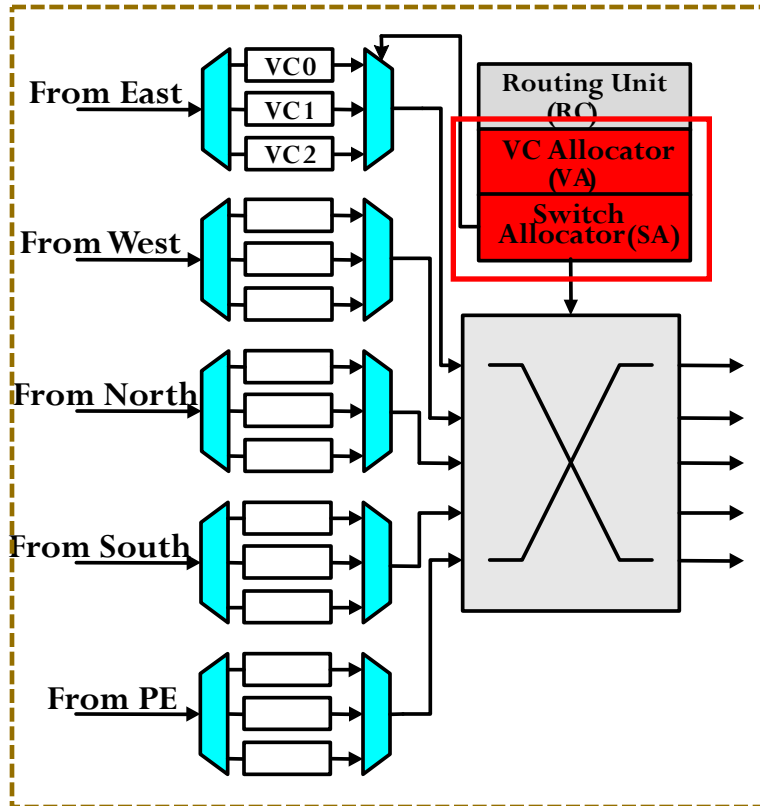 From East
VC0
VC1
VC2
Routing Unit
(RC)
VC Allocator
(VA)
Switch
Allocator(SA)
From West
From North
From South
From PE